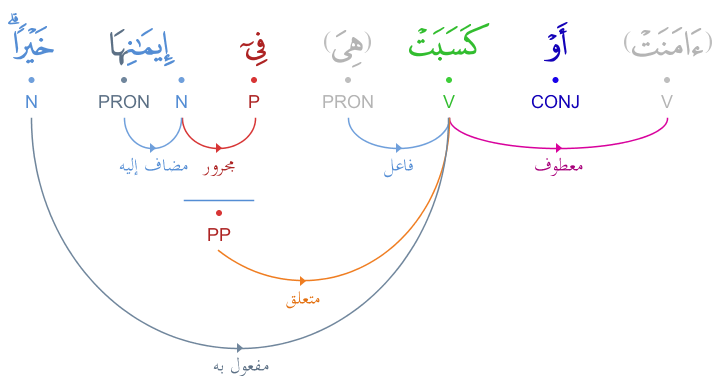 (ءَامَنَتْ) أَوْ كَسَبَتْ (هِىَ) فِىٓ إِيمَـٰنِهَا خَيْرًا ۗ
V CONJ V PRON P N PRON N
معطوف فاعل مجرور مضاف إليه
PP
متعلق
مفعول به